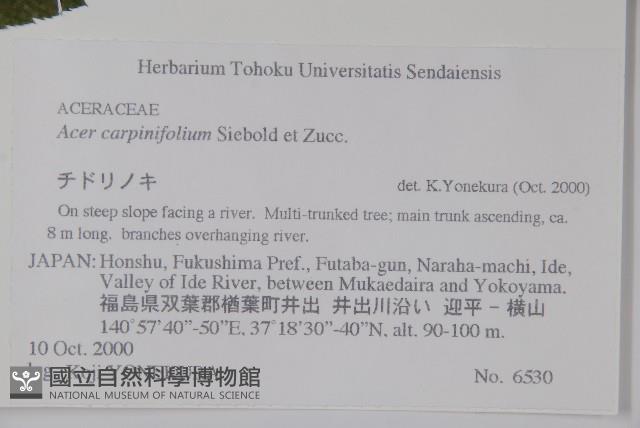 Herbarium Tohoku Universitatis Sendaiensis
ACERACEAE
Acer carpinifolium Siebold et Zucc.
チドリノキ
det. K.Yonekura (Oct. 2000)
On steep slope facing a river. Multi-trunked tree; main trunk ascending, ca.
8 m long. branches overhanging river.
JAPAN: Honshu, Fukushima Pref., Futaba-gun, Naraha-machi, Ide,
Valley of Ide River, between Mukaedaira and Yokoyama.
福島県双葉郡楢葉町井出 井出川沿い 迎平－横山
140°57'40"-50"E, 37°18'30"-40"N, alt. 90-100 m.
10 Oct. 2000
No. 6530
國立自然科學博物館
NATIONAL MUSEUM OF NATURAL SCIENCE